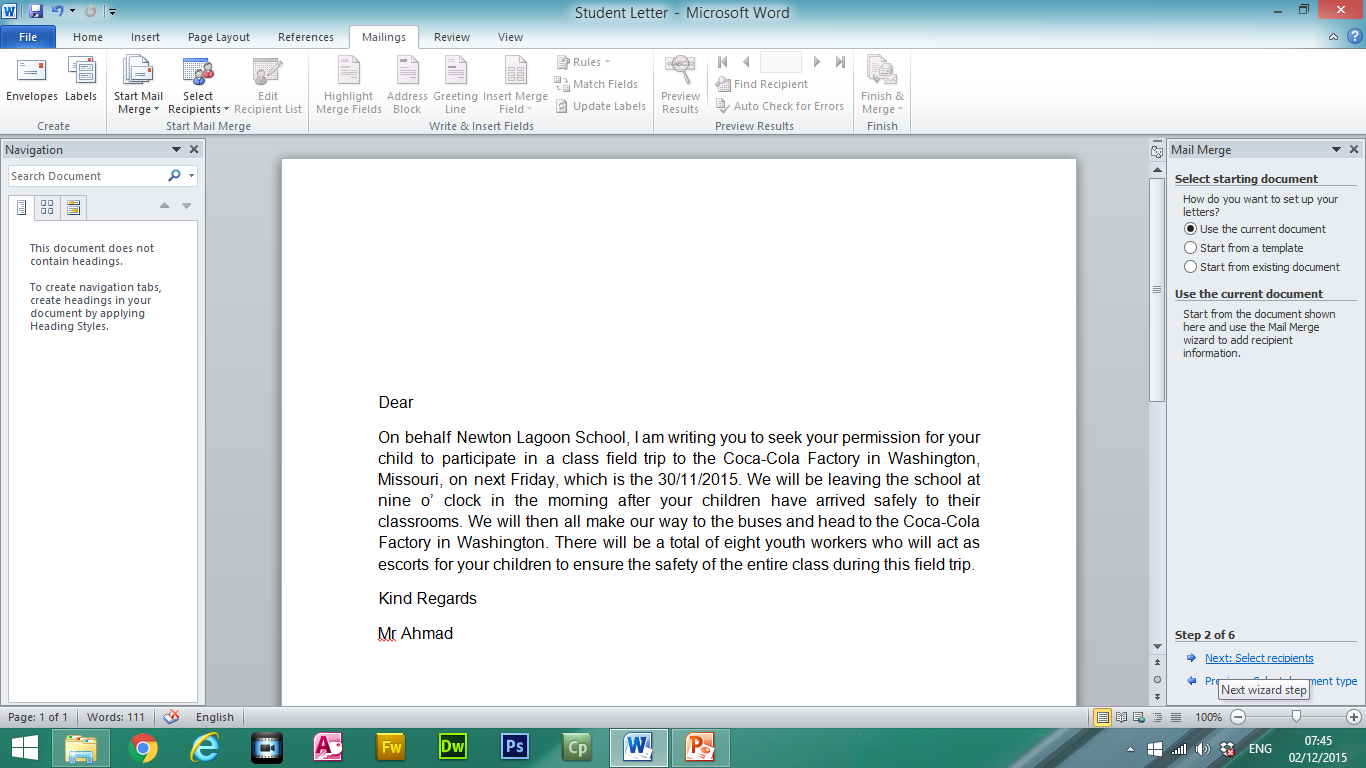 Student Letter - Microsoft Word
File Home Insert Page Layout References Mailings Review View
Envelopes Labels
Create
Start Mail Merge
Select Recipients
Edit Recipient List
Start Mail Merge
Highlight Merge Fields
Address Block
Greeting Line
Insert Merge Field
Rules
Match Fields
Update Labels
Write & Insert Fields
«ABC»
Preview Results
Find Recipient
Auto Check for Errors
Preview Results
Finish & Merge
Finish
Navigation
Search Document
This document does not
contain headings.
To create navigation tabs,
create headings in your
document by applying
Heading Styles.
Dear
On behalf Newton Lagoon School, I am writing you to seek your permission for your
child to participate in a class field trip to the Coca-Cola Factory in Washington,
Missouri, on next Friday, which is the 30/11/2015. We will be leaving the school at
nine o’ clock in the morning after your children have arrived safely to their
classrooms. We will then all make our way to the buses and head to the Coca-Cola
Factory in Washington. There will be a total of eight youth workers who will act as
escorts for your children to ensure the safety of the entire class during this field trip.
Kind Regards
Mr Ahmad
Mail Merge
Select starting document
How do you want to set up your
letters?
Use the current document
Start from a template
Start from existing document
Use the current document
Start from the document shown
here and use the Mail Merge
wizard to add recipient
information.
Step 2 of 6
Next: Select recipients
type
Next wizard step
Page: 1 of 1 Words: 111 English 100%
Fw Dw Ps Cp W P
ENG
07:45
02/12/2015